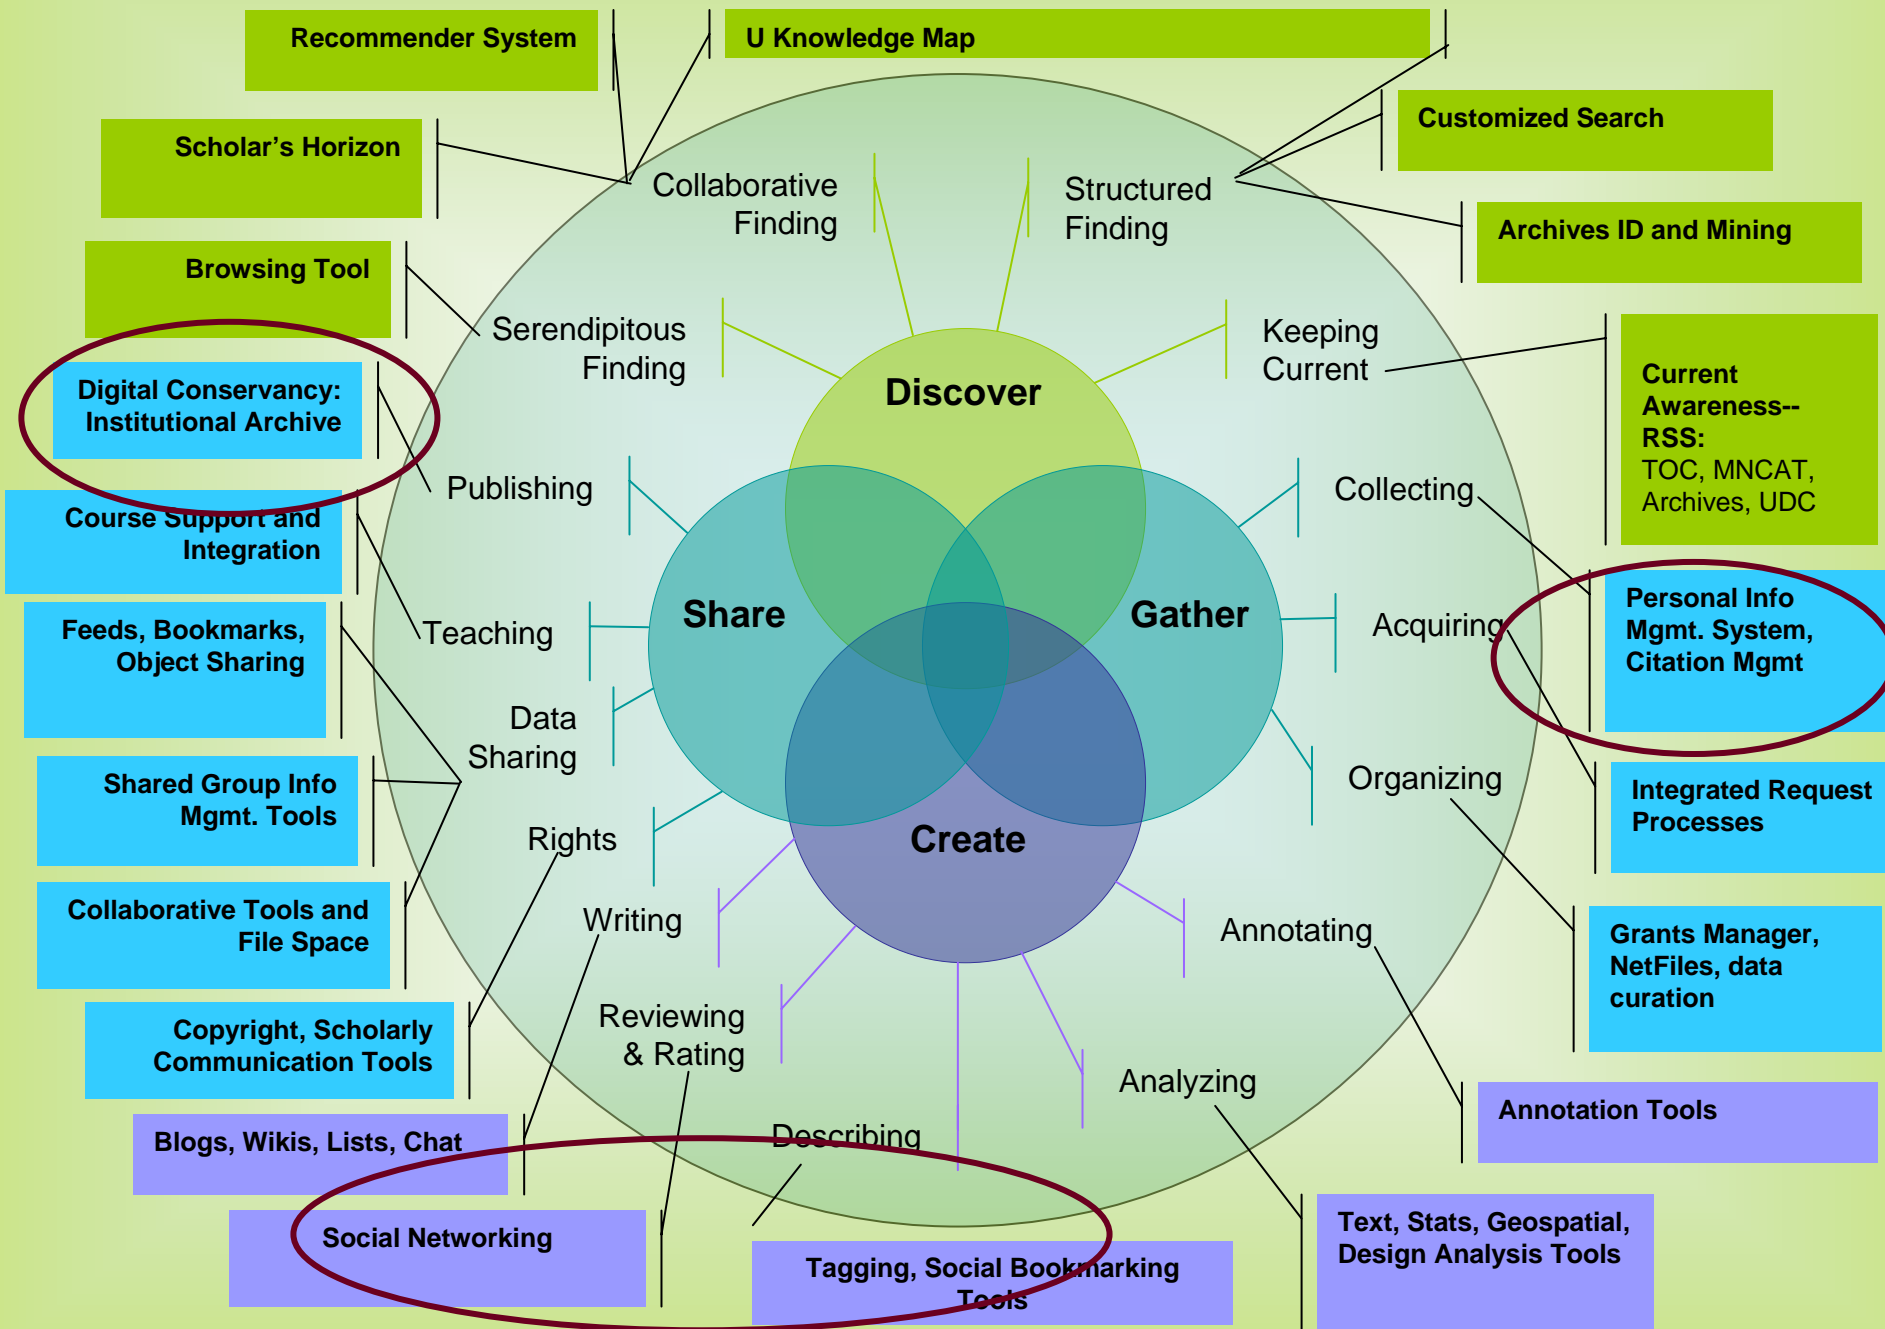 Recommender System
U Knowledge Map
Customized Search
Scholar's Horizon
Collaborative
Finding
Structured
Finding
Archives ID and Mining
Browsing Tool
Serendipitous
Finding
Keeping
Current
Current
Awareness--
RSS:
TOC, MNCAT,
Archives, UDC
Discover
Digital Conservancy:
Institutional Archive
Publishing
Collecting
Course Support and
Integration
Share
Gather
Personal Info
Mgmt. System,
Citation Mgmt
Teaching
Acquiring
Feeds, Bookmarks,
Object Sharing
Data
Sharing
Organizing
Shared Group Info
Mgmt. Tools
Integrated Request
Processes
Rights
Create
Collaborative Tools and
File Space
Writing
Annotating
Grants Manager,
NetFiles, data
curation
Copyright, Scholarly
Communication Tools
Reviewing
& Rating
Analyzing
Annotation Tools
Blogs, Wikis, Lists, Chat
Describing
Social Networking
Tagging, Social Bookmarking
Tools
Text, Stats, Geospatial,
Design Analysis Tools